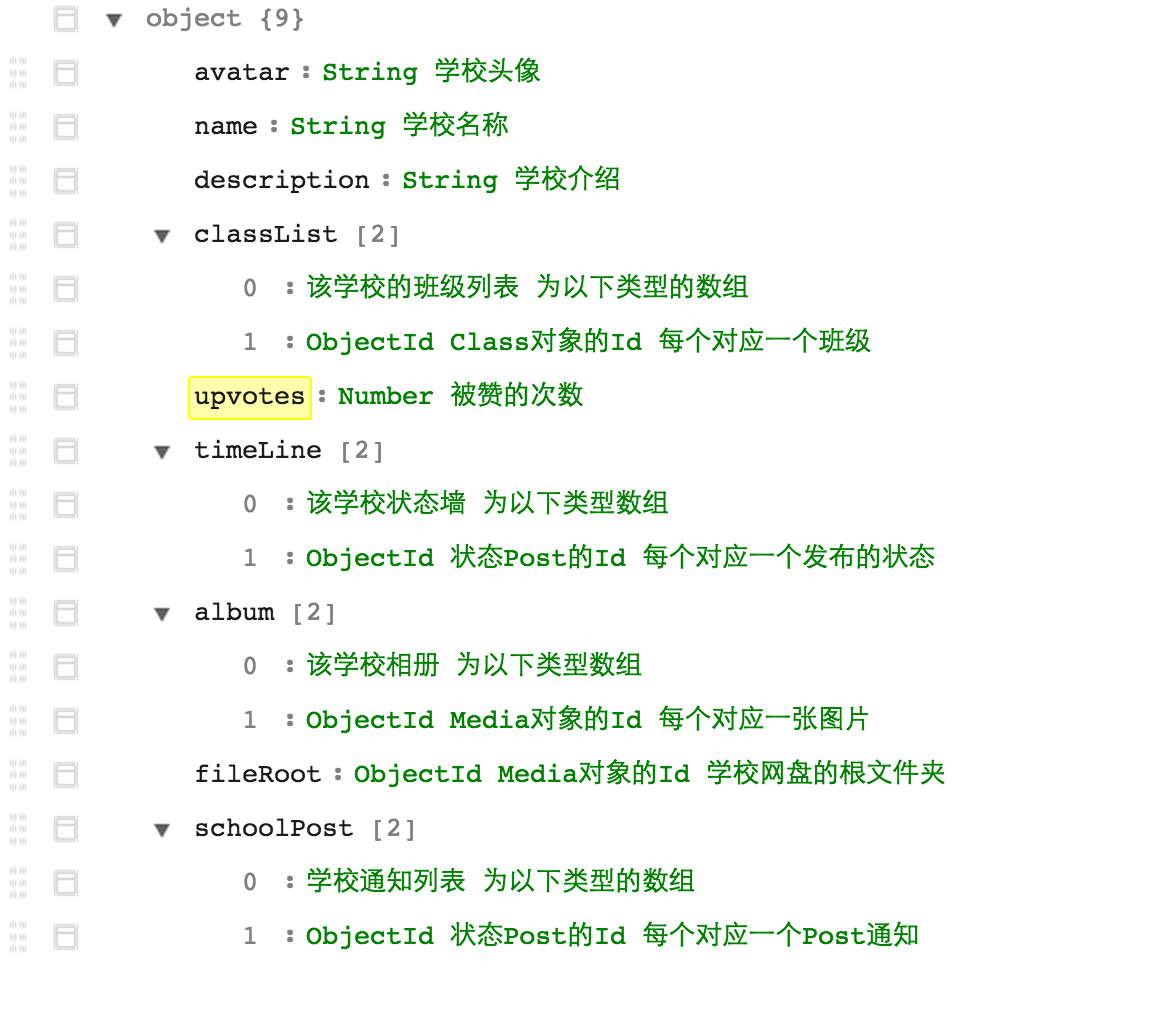 object {9}
avatar : String 学校头像
name : String 学校名称
description : String 学校介绍
classList [2]
0 : 该学校的班级列表 为以下类型的数组
1 : ObjectId Class对象的Id 每个对应一个班级
upvotes : Number 被赞的次数
timeLine [2]
0 : 该学校状态墙 为以下类型数组
1 : ObjectId 状态Post的Id 每个对应一个发布的状态
album [2]
0 : 该学校相册 为以下类型数组
1 : ObjectId Media对象的Id 每个对应一张图片
fileRoot : ObjectId Media对象的Id 学校网盘的根文件夹
schoolPost [2]
0 : 学校通知列表 为以下类型的数组
1 : ObjectId 状态Post的Id 每个对应一个Post通知